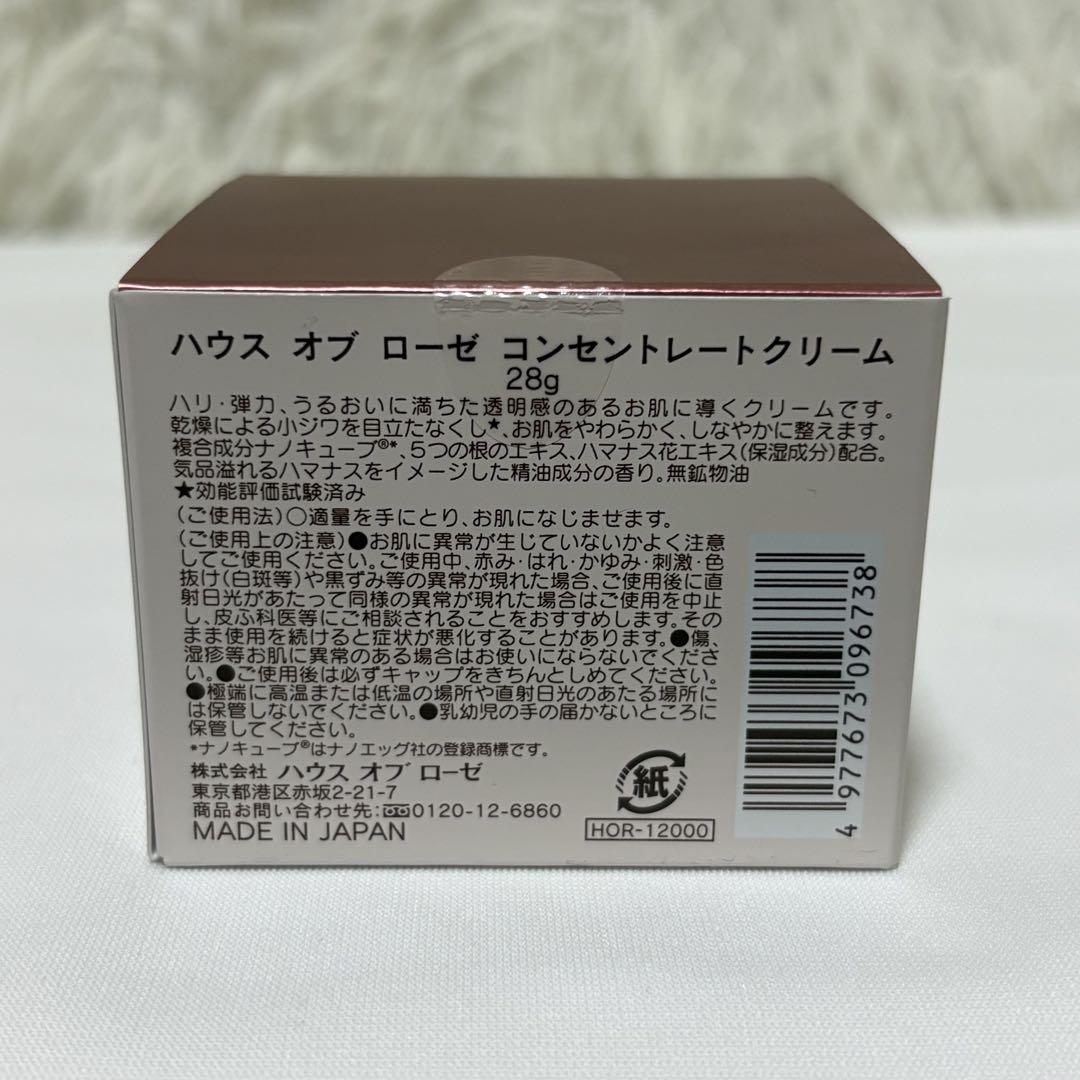 ハウス オブ ローゼ コンセントレートクリーム
28g
ハリ・弾力、うるおいに満ちた透明感のあるお肌に導くクリームです。
乾燥による小ジワを目立たなくし★、お肌をやわらかく、しなやかに整えます。
複合成分ナノキューブ®*、5つの根のエキス、ハマナス花エキス(保湿成分)配合。
気品溢れるハマナスをイメージした精油成分の香り。無鉱物油
★効能評価試験済み
(ご使用法)○適量を手にとり、お肌になじませます。
(ご使用上の注意)●お肌に異常が生じていないかよく注意
してご使用ください。ご使用中、赤み・はれ・かゆみ・刺激・色
抜け(白斑等)や黒ずみ等の異常が現れた場合、ご使用後に直
射日光があたって同様の異常が現れた場合はご使用を中止
し、皮ふ科医等にご相談されることをおすすめします。その
まま使用を続けると症状が悪化することがあります。●傷、
湿疹等お肌に異常のある場合はお使いにならないでくださ
い。●ご使用後は必ずキャップをきちんとしめてください。
●極端に高温または低温の場所や直射日光のあたる場所に
は保管しないでください。●乳幼児の手の届かないところに
保管してください。
*ナノキューブ®はナノエッグ社の登録商標です。
株式会社 ハウス オブ ローゼ
東京都港区赤坂2-21-7
商品お問い合わせ先:0120-12-6860
MADE IN JAPAN
紙
HOR-12000
4977673096738